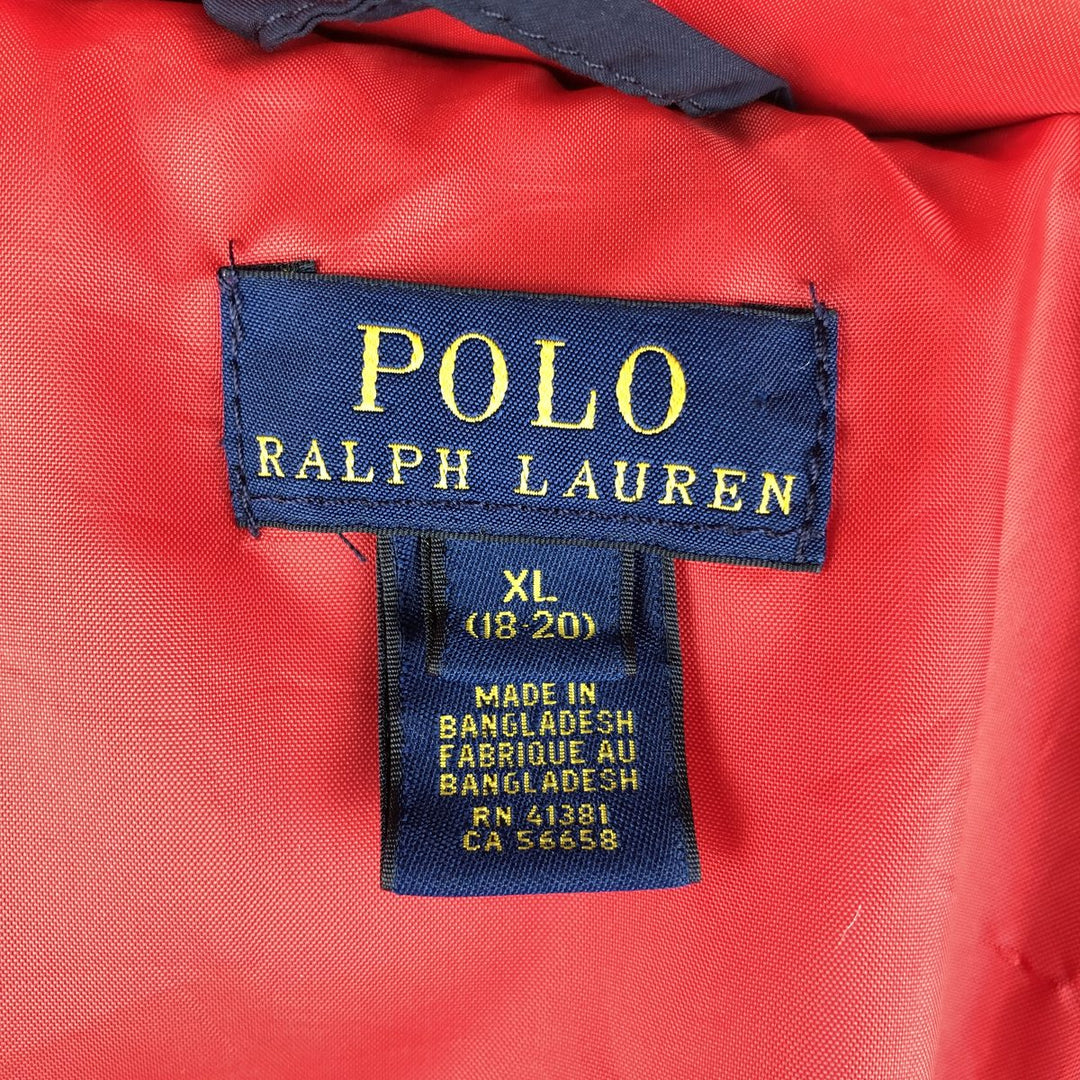 POLO
RALPH LAUREN
XL
(18-20)
MADE IN
BANGLADESH
FABRIQUE AU
BANGLADESH
RN 41381
CA 56658